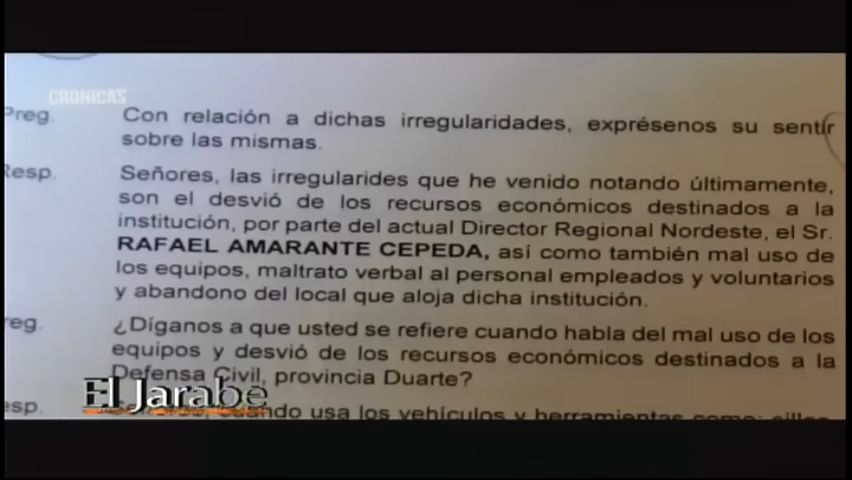 CRONICAS
Preg. Con relación a dichas irregularidades, exprésenos su sentir
sobre las mismas.
Resp. Señores, las irregularides que he venido notando últimamente,
son el desvió de los recursos económicos destinados a la
institución, por parte del actual Director Regional Nordeste, el Sr.
RAFAEL AMARANTE CEPEDA, así como también mal uso de
los equipos, maltrato verbal al personal empleados y voluntarios
y abandono del local que aloja dicha institución.
reg. ¿Díganos a que usted se refiere cuando habla del mal uso de los
equipos y desvió de los recursos económicos destinados a la
Defensa Civil, provincia Duarte?
esp. Señores, cuando usa los vehículos y herramientas como: sillas
El Jarabe